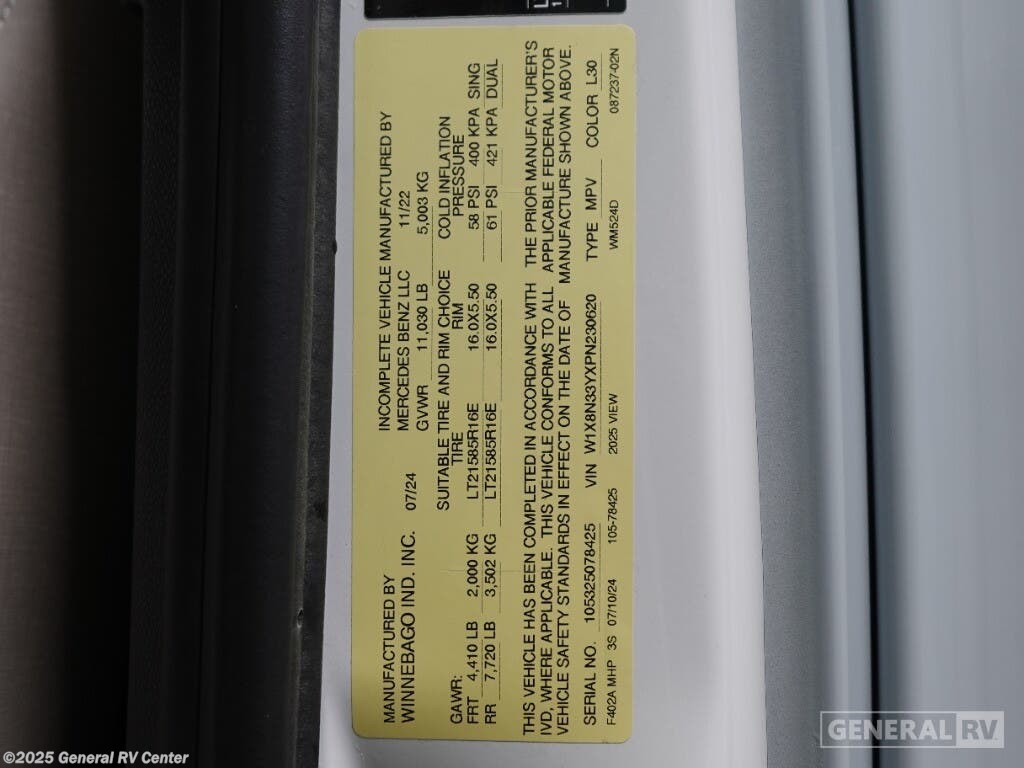 MANUFACTURED BY
WINNEBAGO IND. INC. 07/24
INCOMPLETE VEHICLE MANUFACTURED BY
MERCEDES BENZ LLC 11/22
GVWR 11,030 LB 5,003 KG
GAWR: SUITABLE TIRE AND RIM CHOICE COLD INFLATION
TIRE RIM PRESSURE
FRT 4,410 LB 2,000 KG LT21585R16E 16.0X5.50 58 PSI 400 KPA SING
RR 7,720 LB 3,502 KG LT21585R16E 16.0X5.50 61 PSI 421 KPA DUAL
THIS VEHICLE HAS BEEN COMPLETED IN ACCORDANCE WITH THE PRIOR MANUFACTURER'S
IVD, WHERE APPLICABLE. THIS VEHICLE CONFORMS TO ALL APPLICABLE FEDERAL MOTOR
VEHICLE SAFETY STANDARDS IN EFFECT ON THE DATE OF MANUFACTURE SHOWN ABOVE.
SERIAL NO. 105325078425 VIN W1X8N33YXPN230620 TYPE MPV COLOR L30
F402A MHP 3S 07/10/24 105-78425 2025 VIEW WM524D 087237-02N
©2025 General RV Center
GENERAL RV